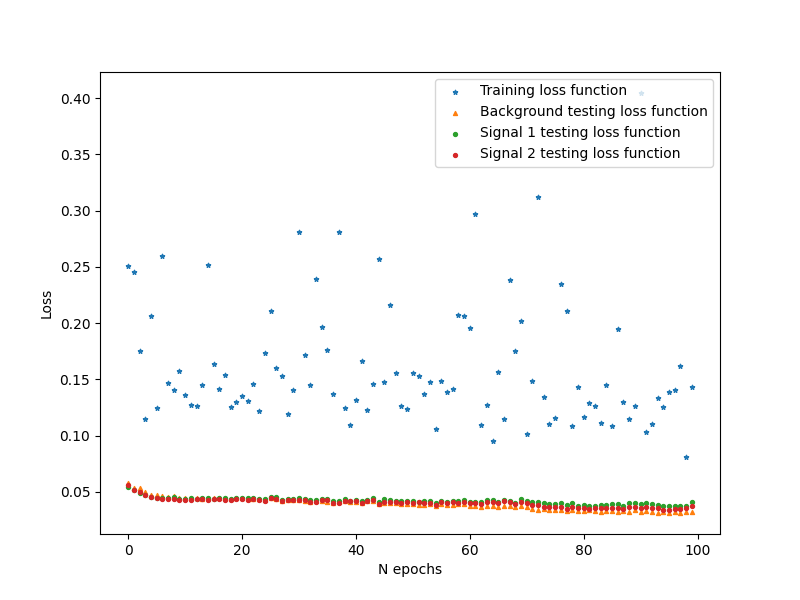 0.40
0.35
0.30
0.25
0.20
0.15
0.10
0.05
Loss
0
20
40
60
80
100
N epochs
Training loss function
Background testing loss function
Signal 1 testing loss function
Signal 2 testing loss function